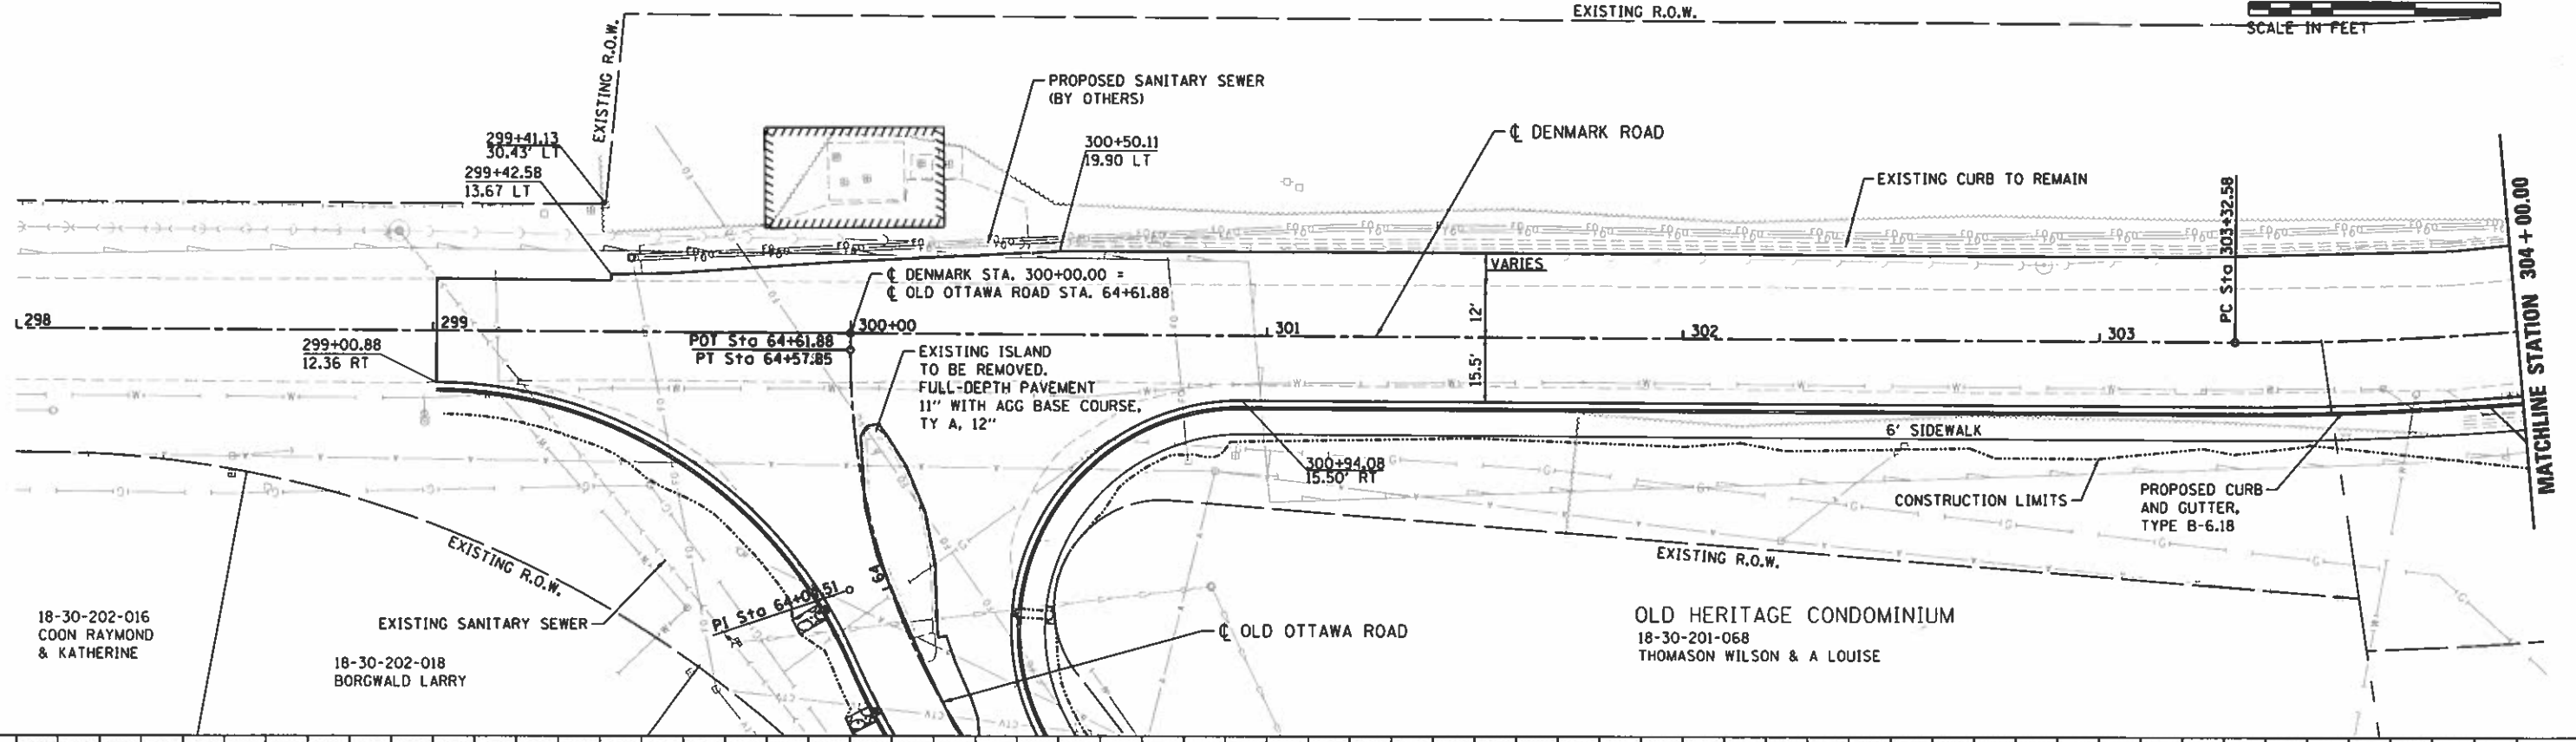 EXISTING R.O.W.
SCALE IN FEET
EXISTING R.O.W.
PROPOSED SANITARY SEWER
(BY OTHERS)
299+41.13
30.43' LT
299+42.58
13.67 LT
300+50.11
19.90 LT
℄ DENMARK ROAD
EXISTING CURB TO REMAIN
PC Sta 303+32.58
MATCHLINE STATION 304+00.00
℄ DENMARK STA. 300+00.00 =
℄ OLD OTTAWA ROAD STA. 64+61.88
VARIES
12'
15.5'
298
299
300+00
301
302
303
299+00.88
12.36 RT
POT Sta 64+61.88
PT Sta 64+57.85
EXISTING ISLAND
TO BE REMOVED.
FULL-DEPTH PAVEMENT
11" WITH AGG BASE COURSE,
TY A, 12"
6' SIDEWALK
300+94.08
15.50' RT
CONSTRUCTION LIMITS
PROPOSED CURB
AND GUTTER,
TYPE B-6.18
EXISTING R.O.W.
EXISTING R.O.W.
64
PI Sta
18-30-202-016
COON RAYMOND
& KATHERINE
EXISTING SANITARY SEWER
18-30-202-018
BORGWALD LARRY
℄ OLD OTTAWA ROAD
OLD HERITAGE CONDOMINIUM
18-30-201-068
THOMASON WILSON & A LOUISE